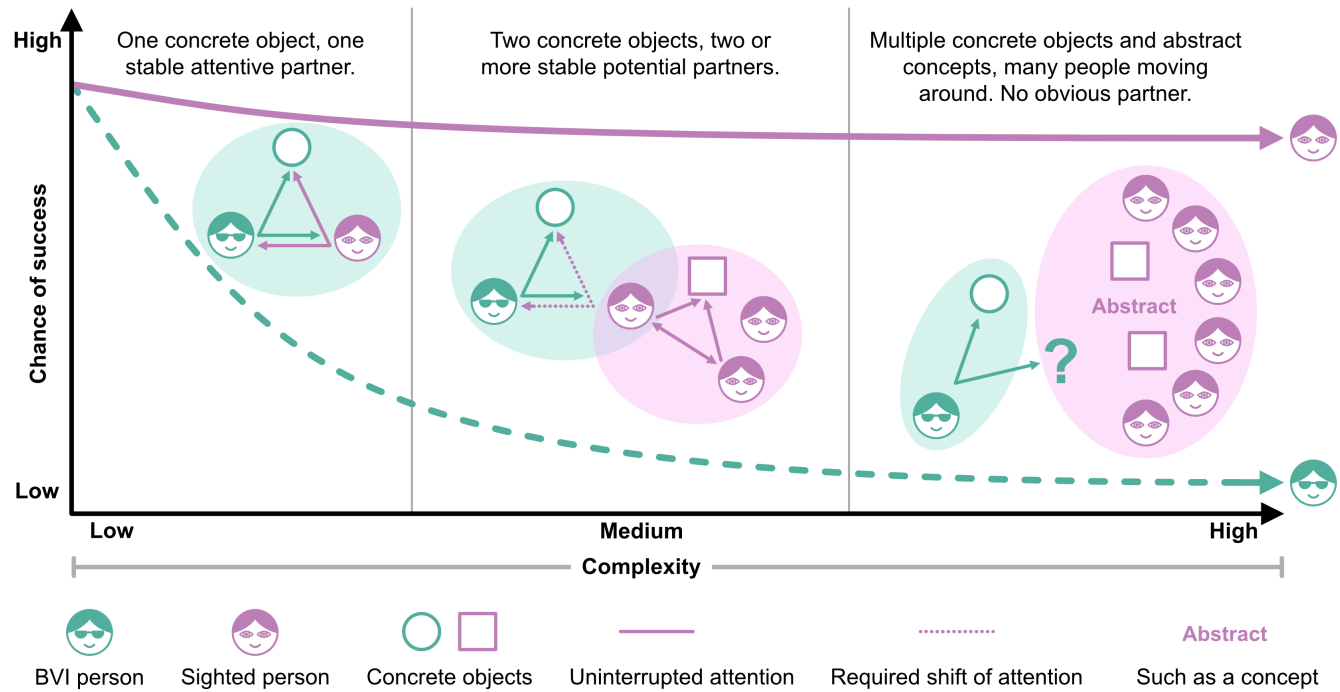 High
One concrete object, one
stable attentive partner.
Two concrete objects, two or
more stable potential partners.
Multiple concrete objects and abstract
concepts, many people moving
around. No obvious partner.
Chance of success
Abstract
?
Low
Low
Medium
High
Complexity
Abstract
BVI person
Sighted person
Concrete objects
Uninterrupted attention
Required shift of attention
Such as a concept